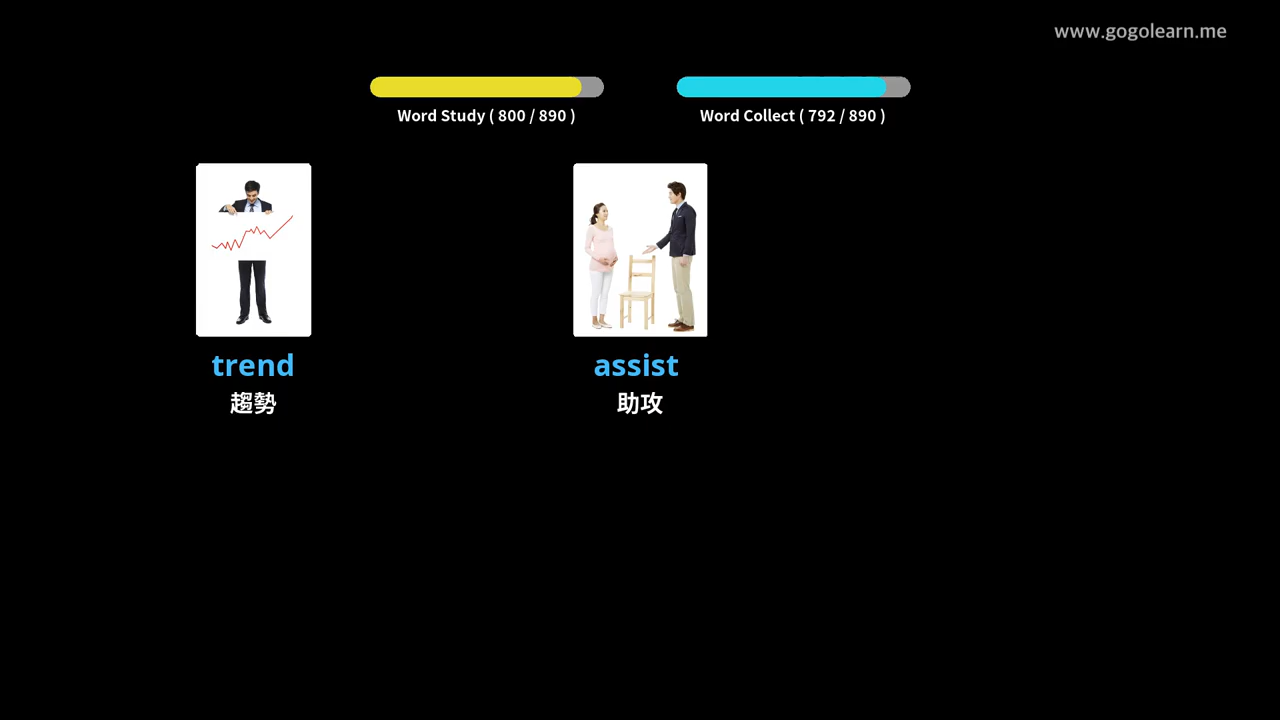 www.gogolearn.me
Word Study ( 800 / 890 )
Word Collect ( 792 / 890 )
trend
assist
趨勢
助攻